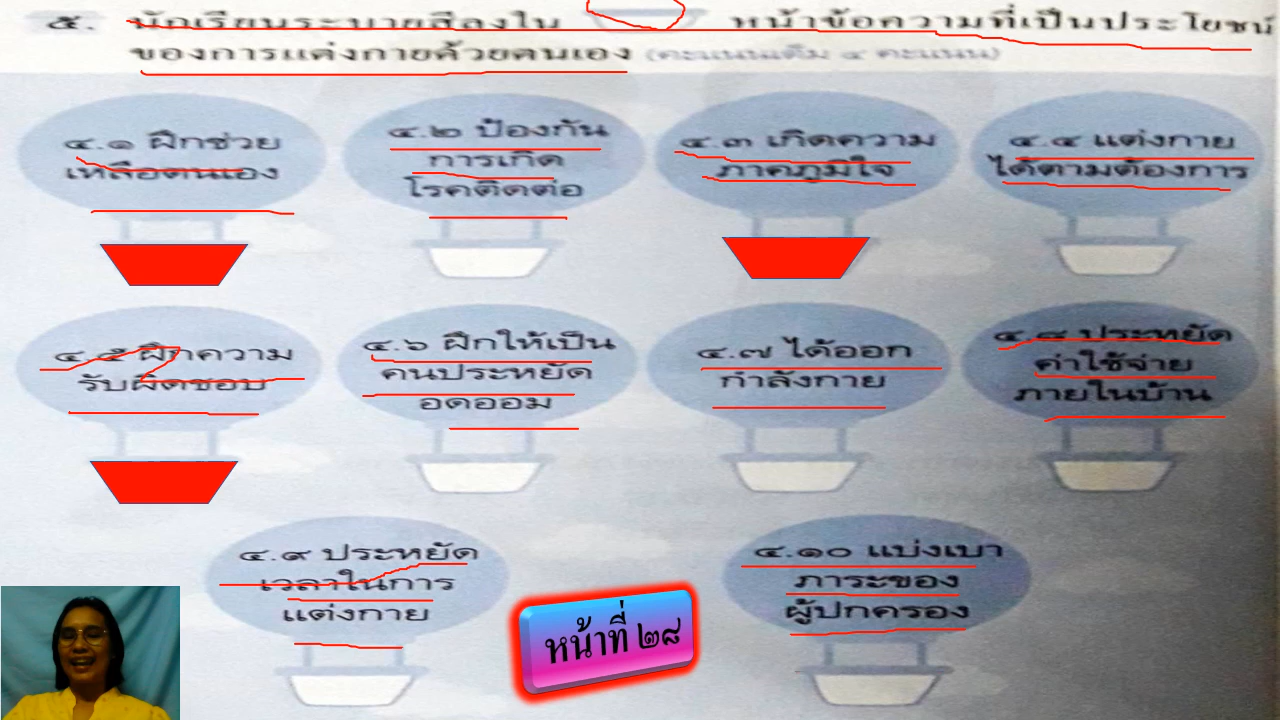 ๕. นักเรียนระบายสีลงใน หน้าข้อความที่เป็นประโยชน์
ของการแต่งกายด้วยตนเอง (คะแนนเต็ม ๔ คะแนน)
๔.๑ ฝึกช่วย
เหลือตนเอง
๔.๒ ป้องกัน
การเกิด
โรคติดต่อ
๔.๓ เกิดความ
ภาคภูมิใจ
๔.๔ แต่งกาย
ได้ตามต้องการ
๔.๕ ฝึกความ
รับผิดชอบ
๔.๖ ฝึกให้เป็น
คนประหยัด
อดออม
๔.๗ ได้ออก
กำลังกาย
๔.๘ ประหยัด
ค่าใช้จ่าย
ภายในบ้าน
๔.๙ ประหยัด
เวลาในการ
แต่งกาย
๔.๑๐ แบ่งเบา
ภาระของ
ผู้ปกครอง
หน้าที่ ๒๘